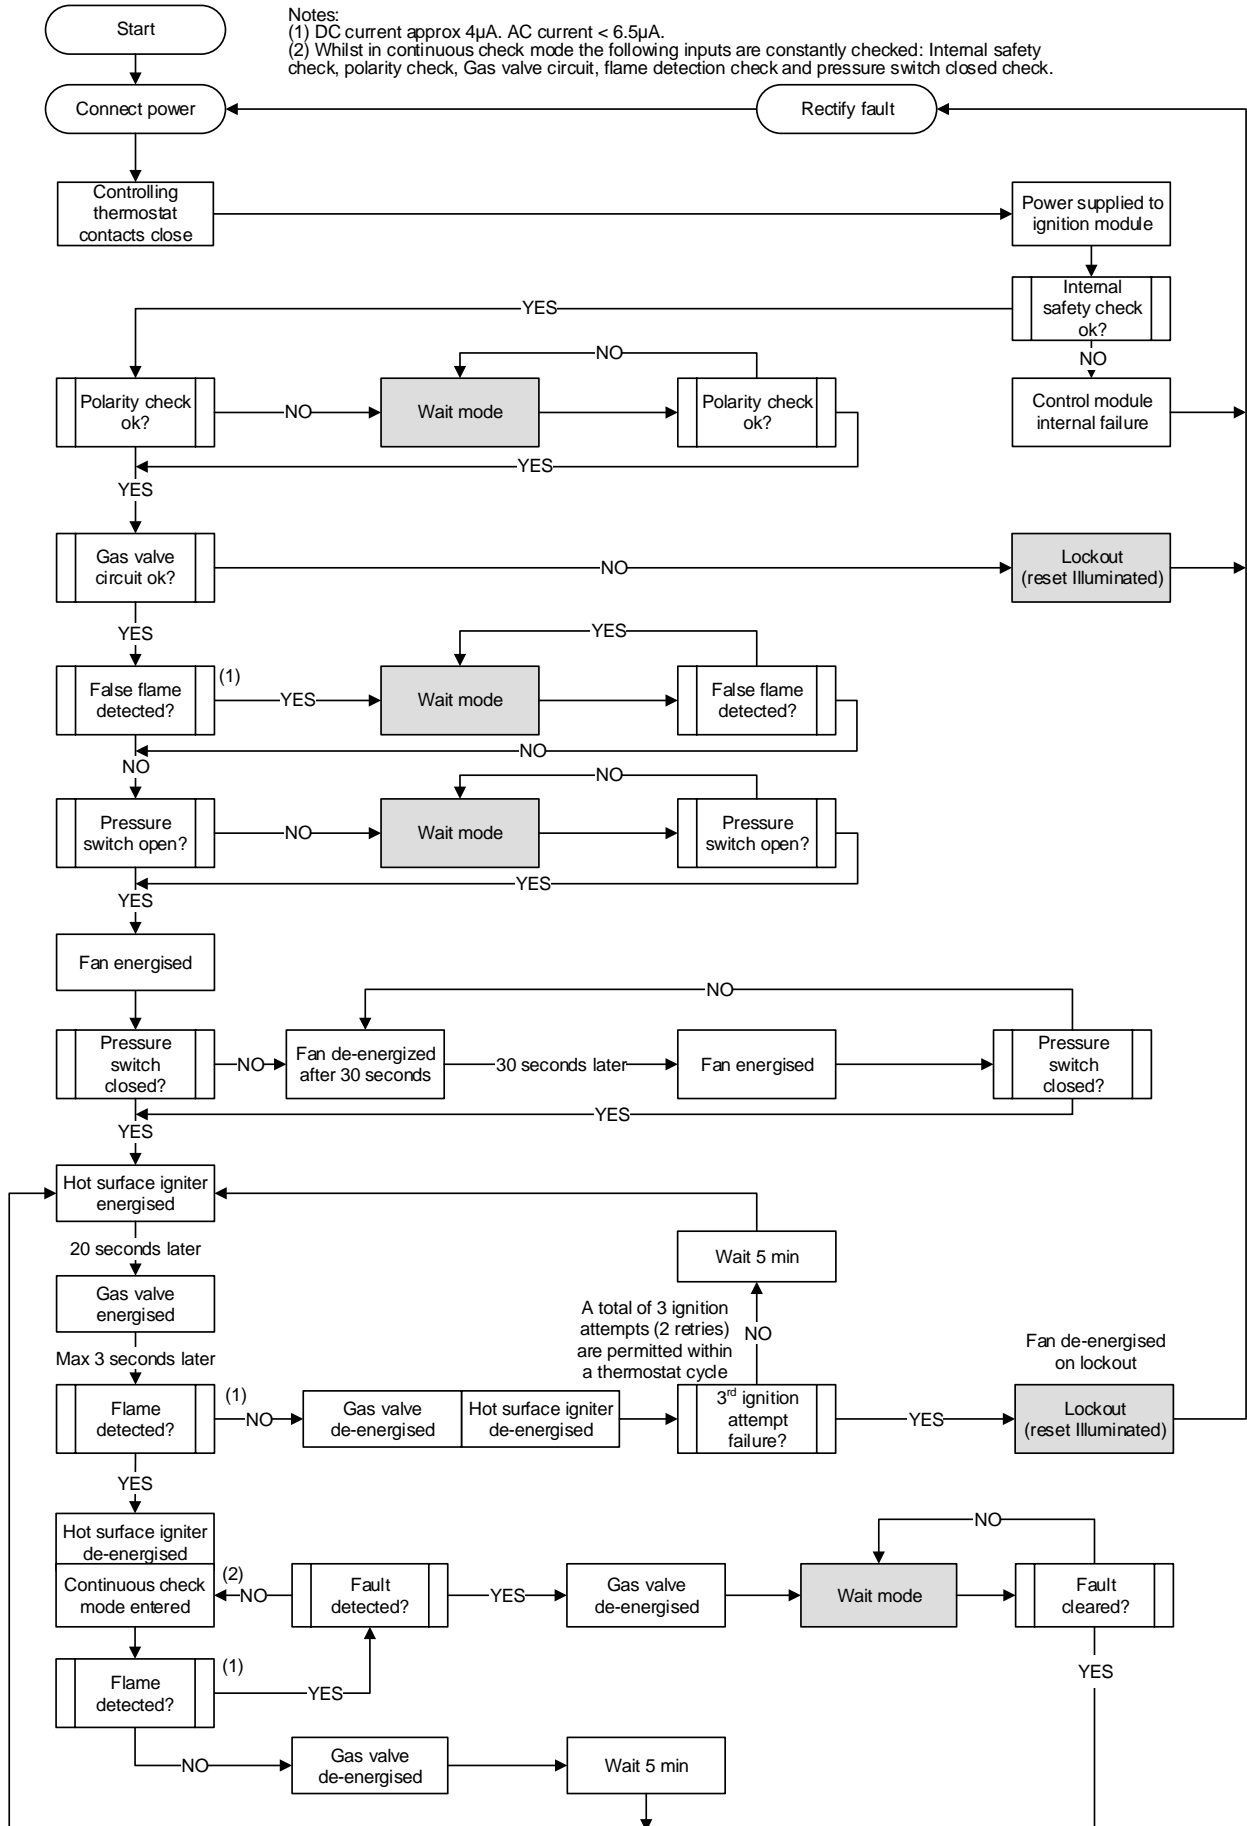 Start
Notes:
(1) DC current approx 4µA. AC current < 6.5µA.
(2) Whilst in continuous check mode the following inputs are constantly checked: Internal safety
check, polarity check, Gas valve circuit, flame detection check and pressure switch closed check.
Connect power
Rectify fault
Controlling
thermostat
contacts close
Power supplied to
ignition module
Internal
safety check
ok?
YES
NO
Control module
internal failure
Polarity check
ok?
NO
Wait mode
NO
Polarity check
ok?
YES
YES
Gas valve
circuit ok?
NO
Lockout
(reset Illuminated)
YES
False flame
detected?
(1)
YES
Wait mode
YES
False flame
detected?
NO
NO
Pressure
switch open?
NO
Wait mode
NO
Pressure
switch open?
YES
YES
Fan energised
Pressure
switch
closed?
NO
Fan de-energized
after 30 seconds
30 seconds later
Fan energised
NO
Pressure
switch
closed?
YES
YES
Hot surface igniter
energised
20 seconds later
Gas valve
energised
Max 3 seconds later
Wait 5 min
A total of 3 ignition
attempts (2 retries)
are permitted within
a thermostat cycle
NO
Fan de-energised
on lockout
Flame
detected?
(1)
NO
Gas valve
de-energised
Hot surface igniter
de-energised
3rd ignition
attempt
failure?
YES
Lockout
(reset Illuminated)
YES
Hot surface igniter
de-energised
Continuous check
mode entered
(2)
NO
Fault
detected?
YES
Gas valve
de-energised
Wait mode
NO
Fault
cleared?
YES
Flame
detected?
(1)
YES
NO
Gas valve
de-energised
Wait 5 min